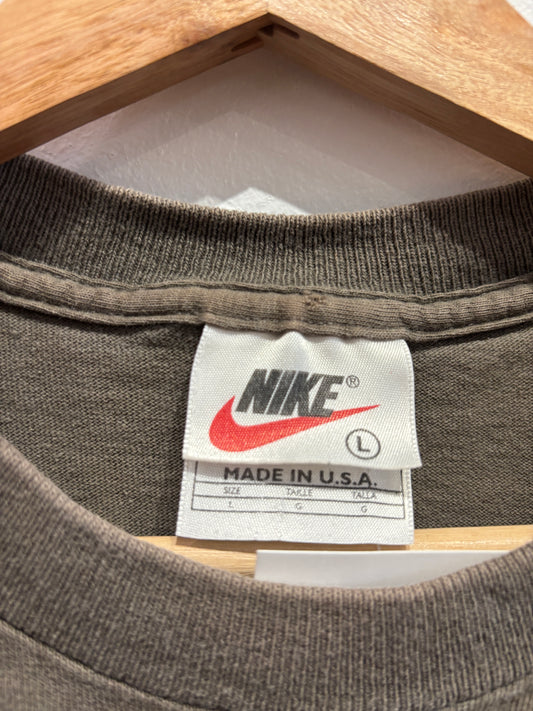 NIKE®
L
MADE IN U.S.A.
SIZE TAILLE TALLA
L G G